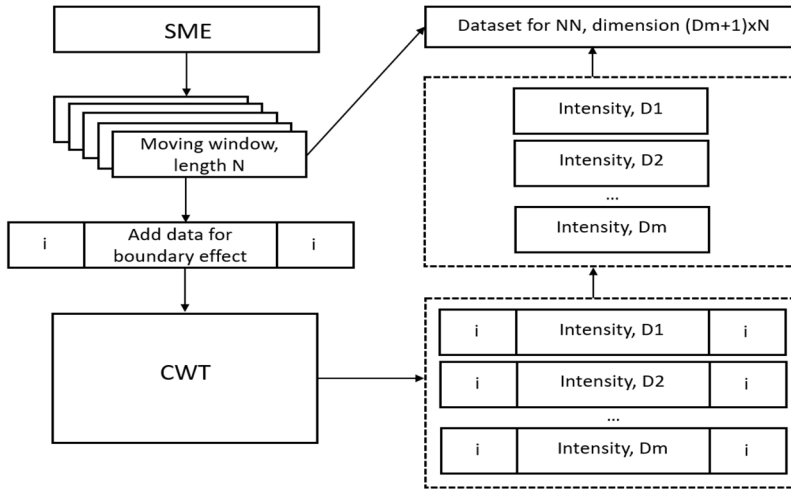 SME
Moving window,
length N
i
Add data for
boundary effect
i
CWT
Dataset for NN, dimension (Dm+1)xN
Intensity, D1
Intensity, D2
...
Intensity, Dm
i
Intensity, D1
i
i
Intensity, D2
i
...
i
Intensity, Dm
i